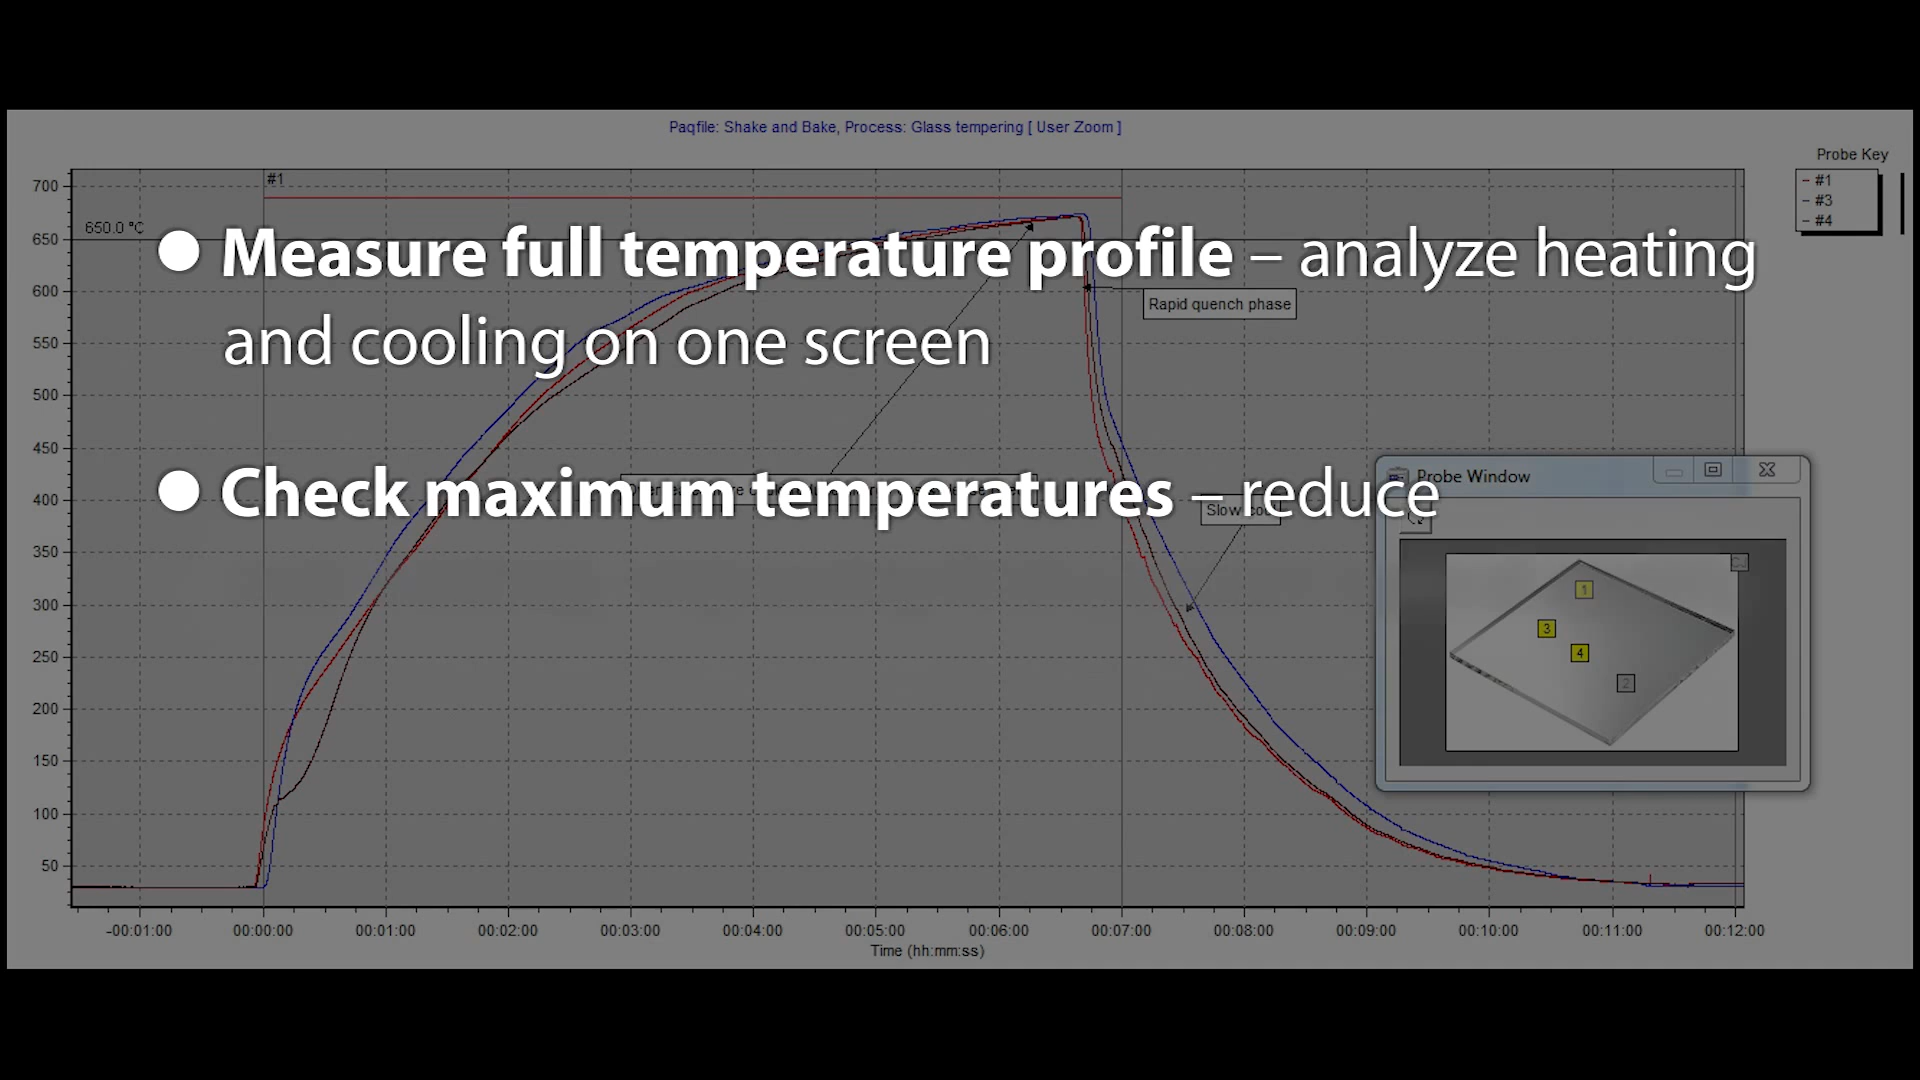 Paqfile: Shake and Bake, Process: Glass tempering [ User Zoom ]
Probe Key
#1
#3
#4
#1
700
650
600
550
500
450
400
350
300
250
200
150
100
50
650.0 °C
● Measure full temperature profile – analyze heating
and cooling on one screen
Rapid quench phase
● Check maximum temperatures – reduce
Slow cool
Probe Window
CJ
1
3
4
2
-00:01:00 00:00:00 00:01:00 00:02:00 00:03:00 00:04:00 00:05:00 00:06:00 00:07:00 00:08:00 00:09:00 00:10:00 00:11:00 00:12:00
Time (hh:mm:ss)